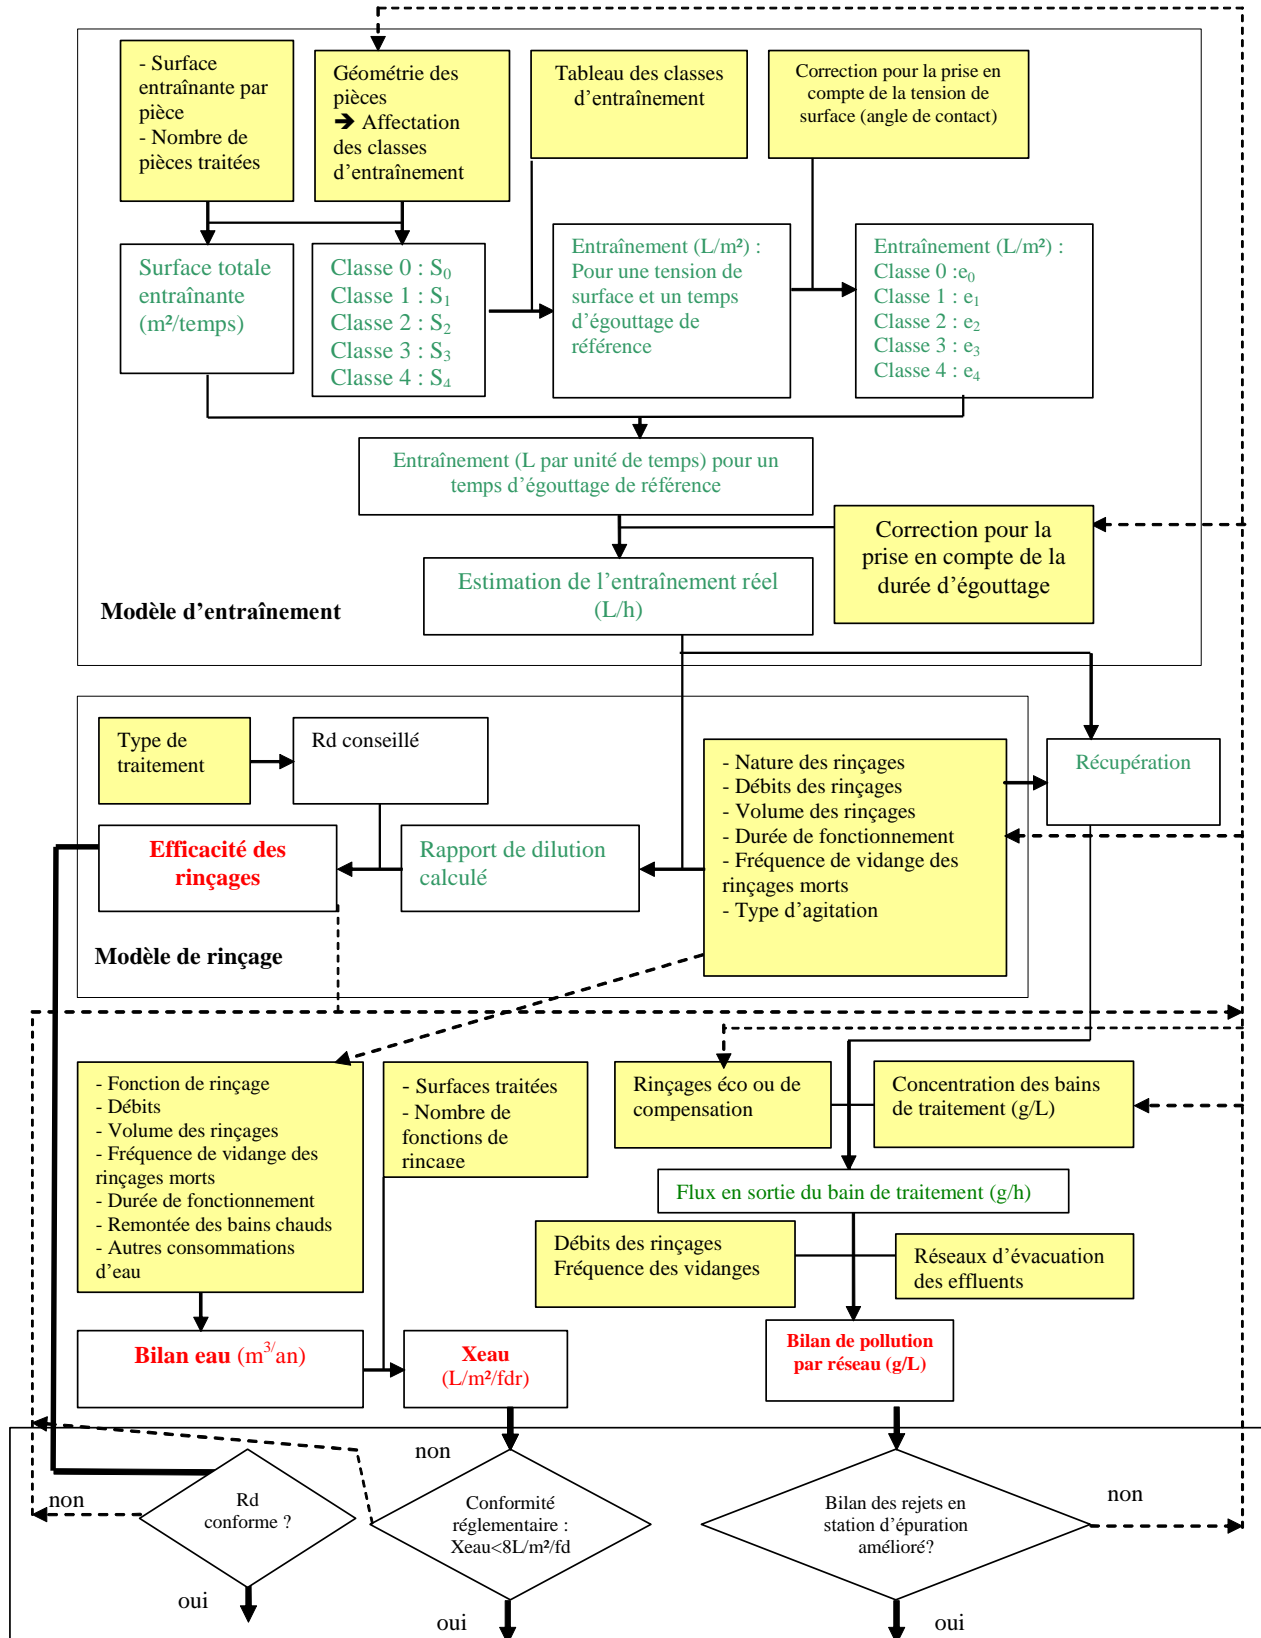 - Surface
entraînante par
pièce
- Nombre de
pièces traitées
Géométrie des
pièces
➔ Affectation
des classes
d’entraînement
Tableau des classes
d’entraînement
Correction pour la prise en
compte de la tension de
surface (angle de contact)
Surface totale
entraînante
(m²/temps)
Classe 0 : S0
Classe 1 : S1
Classe 2 : S2
Classe 3 : S3
Classe 4 : S4
Entraînement (L/m²) :
Pour une tension de
surface et un temps
d’égouttage de
référence
Entraînement (L/m²) :
Classe 0 :e0
Classe 1 : e1
Classe 2 : e2
Classe 3 : e3
Classe 4 : e4
Entraînement (L par unité de temps) pour un
temps d’égouttage de référence
Correction pour la
prise en compte de la
durée d’égouttage
Estimation de l’entraînement réel
(L/h)
Modèle d’entraînement
Type de
traitement
Rd conseillé
- Nature des rinçages
- Débits des rinçages
- Volume des rinçages
- Durée de fonctionnement
- Fréquence de vidange des
rinçages morts
- Type d’agitation
Récupération
Efficacité des
rinçages
Rapport de dilution
calculé
Modèle de rinçage
- Fonction de rinçage
- Débits
- Volume des rinçages
- Fréquence de vidange des
rinçages morts
- Durée de fonctionnement
- Remontée des bains chauds
- Autres consommations
d’eau
- Surfaces traitées
- Nombre de
fonctions de
rinçage
Rinçages éco ou de
compensation
Concentration des bains
de traitement (g/L)
Flux en sortie du bain de traitement (g/h)
Débits des rinçages
Fréquence des vidanges
Réseaux d’évacuation
des effluents
Bilan eau (m3/an)
Xeau
(L/m²/fdr)
Bilan de pollution
par réseau (g/L)
non
Rd
conforme ?
oui
non
Conformité
réglementaire :
Xeau<8L/m²/fd
oui
Bilan des rejets en
station d’épuration
amélioré?
non
oui